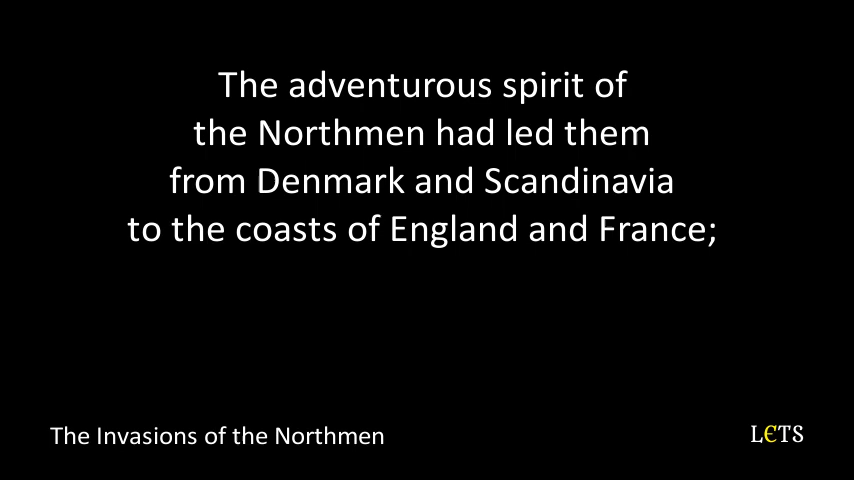 The adventurous spirit of
the Northmen had led them
from Denmark and Scandinavia
to the coasts of England and France;
The Invasions of the Northmen
LЄTS